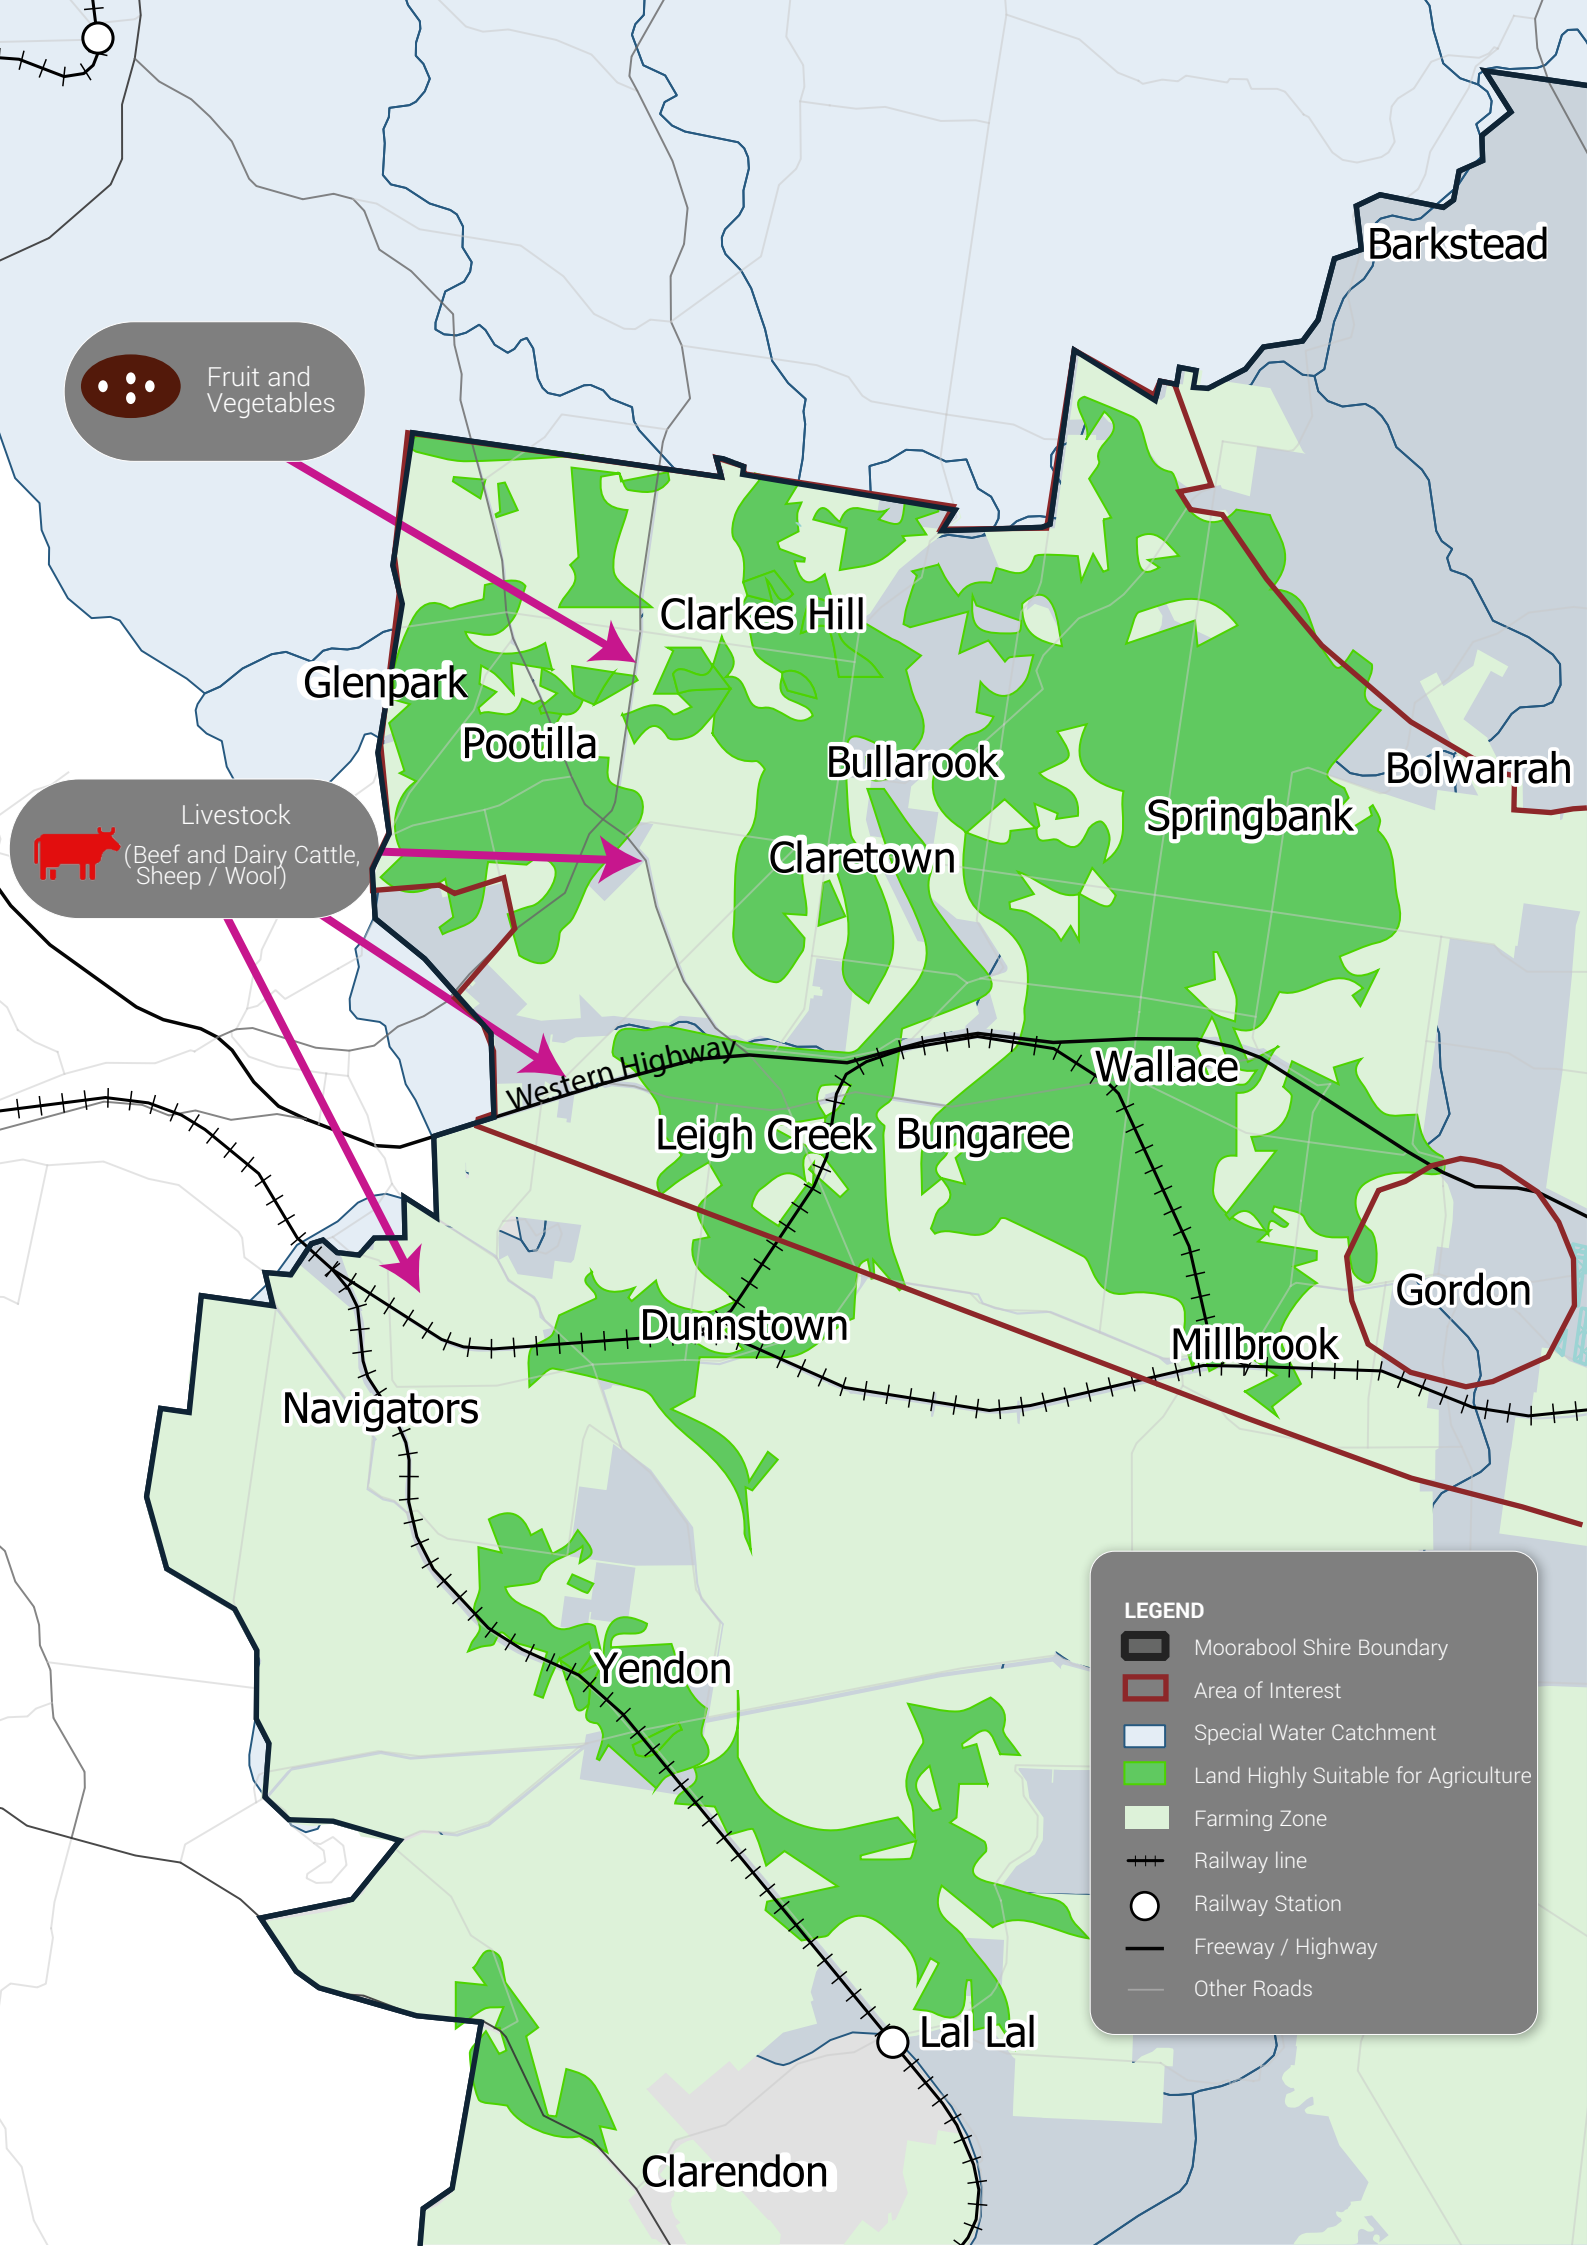 Barkstead
Fruit and
Vegetables
Clarkes Hill
Glenpark
Pootilla
Bullarook
Bolwarrah
Springbank
Livestock
(Beef and Dairy Cattle,
Sheep / Wool)
Claretown
Western Highway
Wallace
Leigh Creek
Bungaree
Gordon
Dunnstown
Millbrook
Navigators
Yendon
LEGEND
Moorabool Shire Boundary
Area of Interest
Special Water Catchment
Land Highly Suitable for Agriculture
Farming Zone
Railway line
Railway Station
Freeway / Highway
Other Roads
Lal Lal
Clarendon